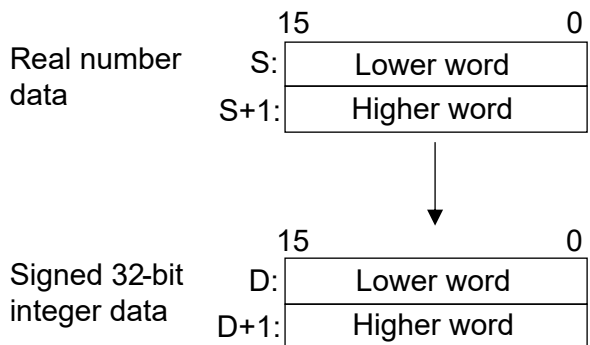 15 0
Real number
data
S: Lower word
S+1: Higher word
15 0
Signed 32-bit
integer data
D: Lower word
D+1: Higher word